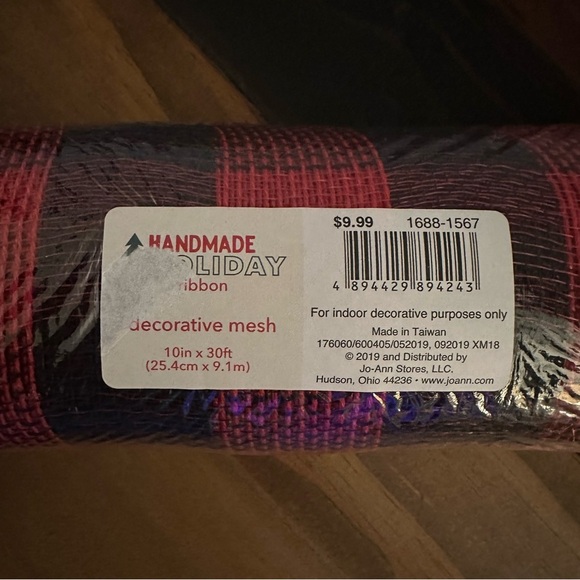 HANDMADE
HOLIDAY
ribbon
decorative mesh
10in x 30ft
(25.4cm x 9.1m)
$9.99 1688-1567
4 894429 894243
For indoor decorative purposes only
Made in Taiwan
176060/600405/052019, 092019 XM18
© 2019 and Distributed by
Jo-Ann Stores, LLC.
Hudson, Ohio 44236 • www.joann.com